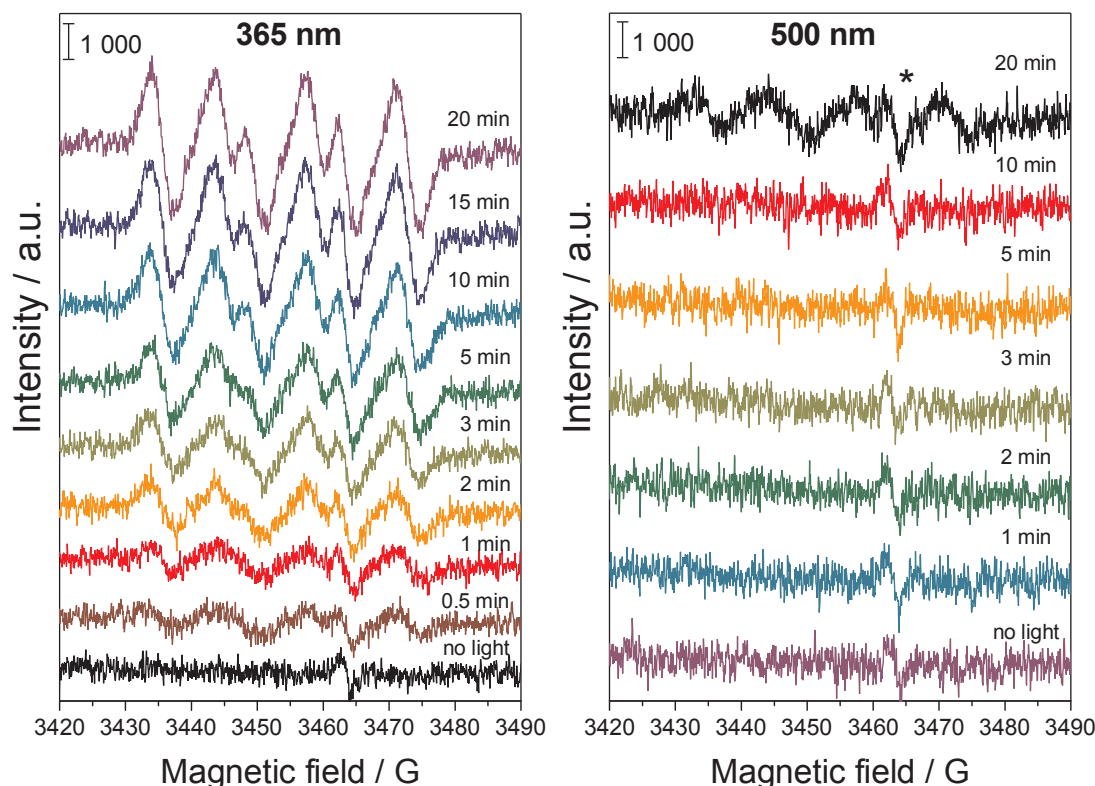 1 000
365 nm
20 min
15 min
10 min
5 min
3 min
2 min
1 min
0.5 min
no light
Intensity / a.u.
3420 3430 3440 3450 3460 3470 3480 3490
Magnetic field / G
1 000
500 nm
20 min
*
10 min
5 min
3 min
2 min
1 min
no light
Intensity / a.u.
3420 3430 3440 3450 3460 3470 3480 3490
Magnetic field / G